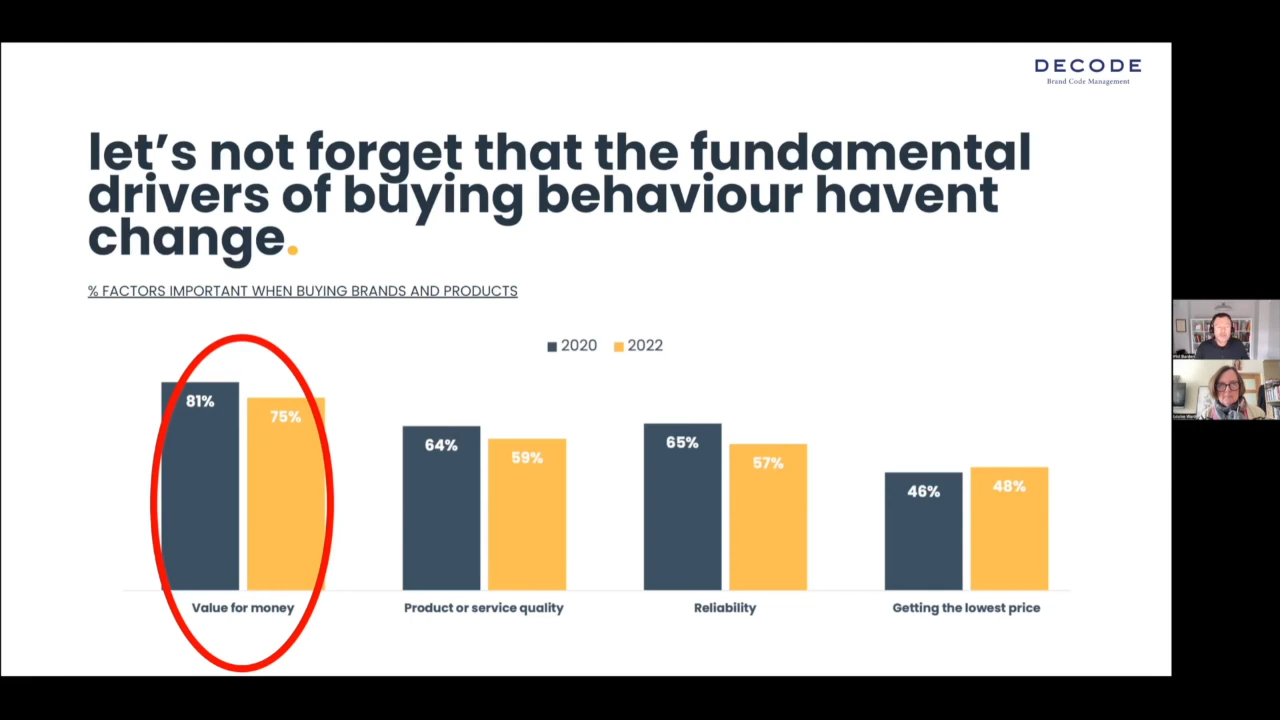 DECODE
Brand Code Management
let's not forget that the fundamental
drivers of buying behaviour havent
change.
% FACTORS IMPORTANT WHEN BUYING BRANDS AND PRODUCTS
2020 2022
81% 75% 64% 59% 65% 57% 46% 48%
Value for money Product or service quality Reliability Getting the lowest price
Phil Barden